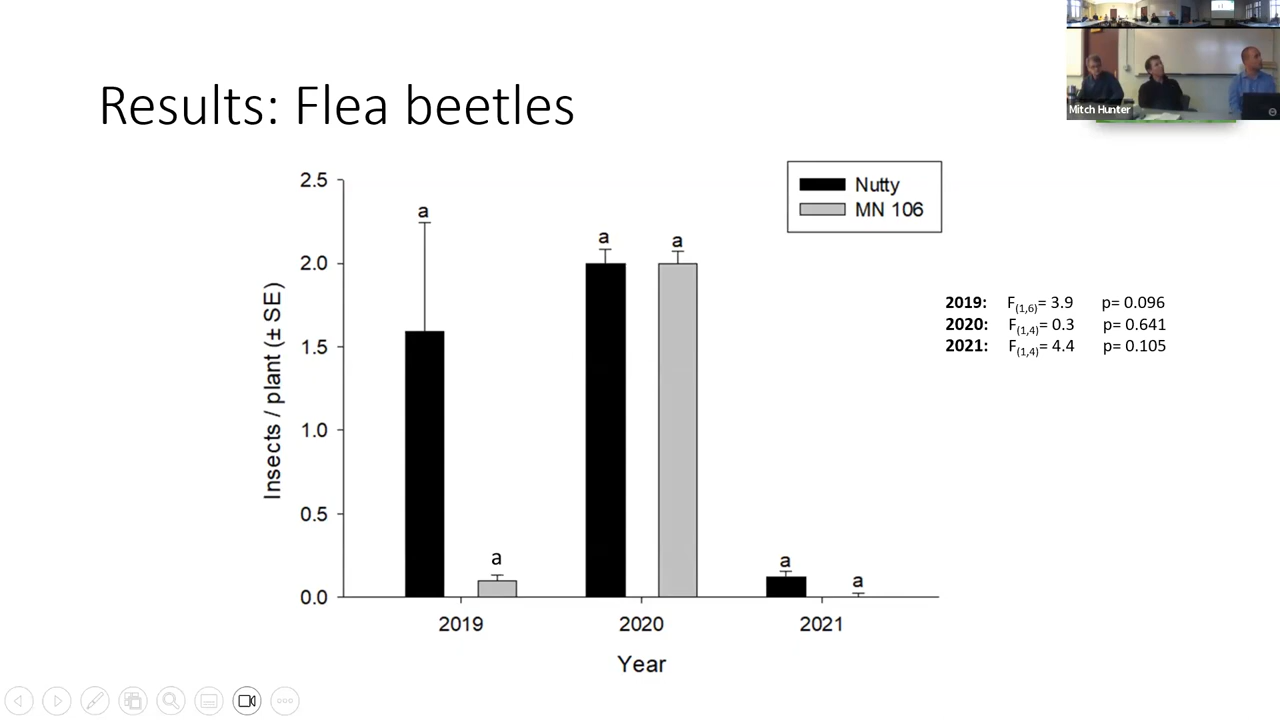 Results: Flea beetles
Mitch Hunter
Nutty
MN 106
2.5
2.0
1.5
1.0
0.5
0.0
Insects / plant (± SE)
a
a
a
a
a
a
2019
2020
2021
Year
2019: F(1,6)= 3.9 p= 0.096
2020: F(1,4)= 0.3 p= 0.641
2021: F(1,4)= 4.4 p= 0.105